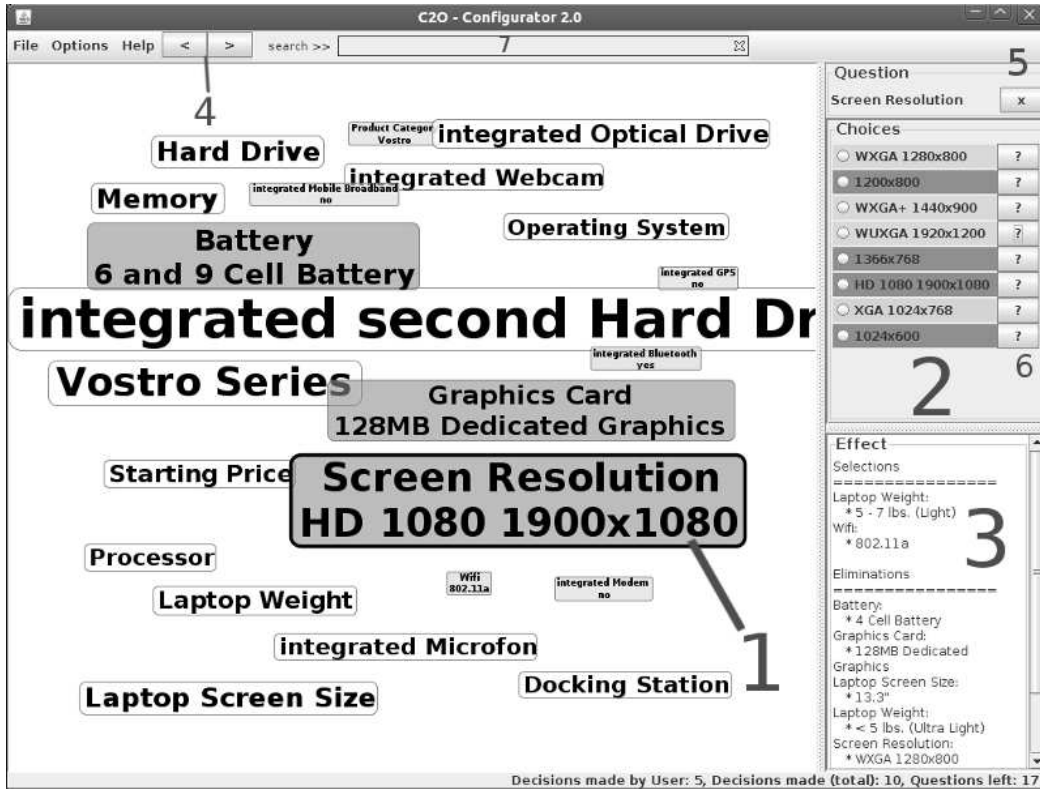 C2O - Configurator 2.0
File Options Help < > search >> 7
4
5
Product Categor
Vostro
integrated Optical Drive
Hard Drive
integrated Webcam
integrated Mobile Broadband
no
Memory
Operating System
Battery
6 and 9 Cell Battery
integrated GPS
no
integrated second Hard Dr
integrated Bluetooth
yes
Vostro Series
Graphics Card
128MB Dedicated Graphics
Starting Price
Screen Resolution
HD 1080 1900x1080
Processor
Wifi
802.11a
integrated Modem
no
Laptop Weight
1
integrated Microfon
Docking Station
Laptop Screen Size
Question
Screen Resolution x
Choices
WXGA 1280x800 ?
1200x800 ?
WXGA+ 1440x900 ?
WUXGA 1920x1200 ?
1366x768 ?
HD 1080 1900x1080 ?
XGA 1024x768 ?
1024x600 ?
2
6
Effect
Selections
================
Laptop Weight:
* 5 - 7 lbs. (Light)
Wifi:
* 802.11a
3
Eliminations
================
Battery:
* 4 Cell Battery
Graphics Card:
* 128MB Dedicated
Graphics
Laptop Screen Size:
* 13.3"
Laptop Weight:
* < 5 lbs. (Ultra Light)
Screen Resolution:
* WXGA 1280x800
Decisions made by User: 5, Decisions made (total): 10, Questions left: 17